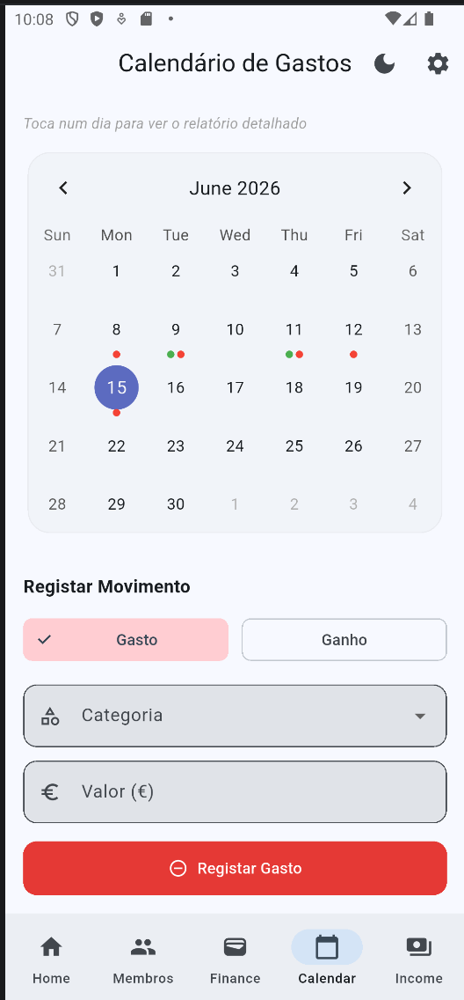 10:08
Calendário de Gastos
Toca num dia para ver o relatório detalhado
June 2026
Sun Mon Tue Wed Thu Fri Sat
31 1 2 3 4 5 6
7 8 9 10 11 12 13
14 15 16 17 18 19 20
21 22 23 24 25 26 27
28 29 30 1 2 3 4
Registar Movimento
Gasto Ganho
Categoria
€ Valor (€)
Registar Gasto
Home Membros Finance Calendar Income